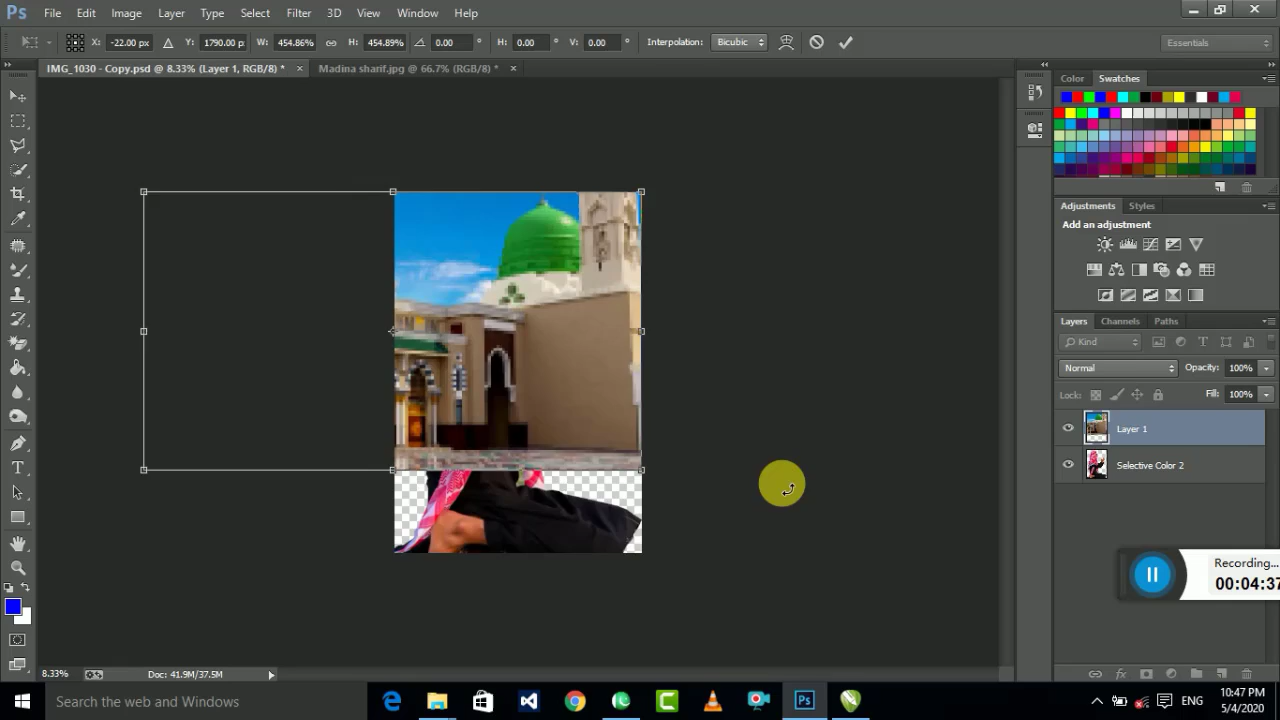 Ps File Edit Image Layer Type Select Filter 3D View Window Help
X: -22.00 px Y: 1790.00 p: W: 454.86% H: 454.89% 0.00 ° H: 0.00 ° V: 0.00 ° Interpolation: Bicubic Essentials
IMG_1030 - Copy.psd @ 8.33% (Layer 1, RGB/8) * × Madina sharif.jpg @ 66.7% (RGB/8) * ×
Color Swatches
Adjustments Styles
Add an adjustment
Layers Channels Paths
Kind
Normal Opacity: 100%
Lock: Fill: 100%
Layer 1
Selective Color 2
Recording...
00:04:37
8.33% Doc: 41.9M/37.5M
Search the web and Windows
ENG
10:47 PM
5/4/2020